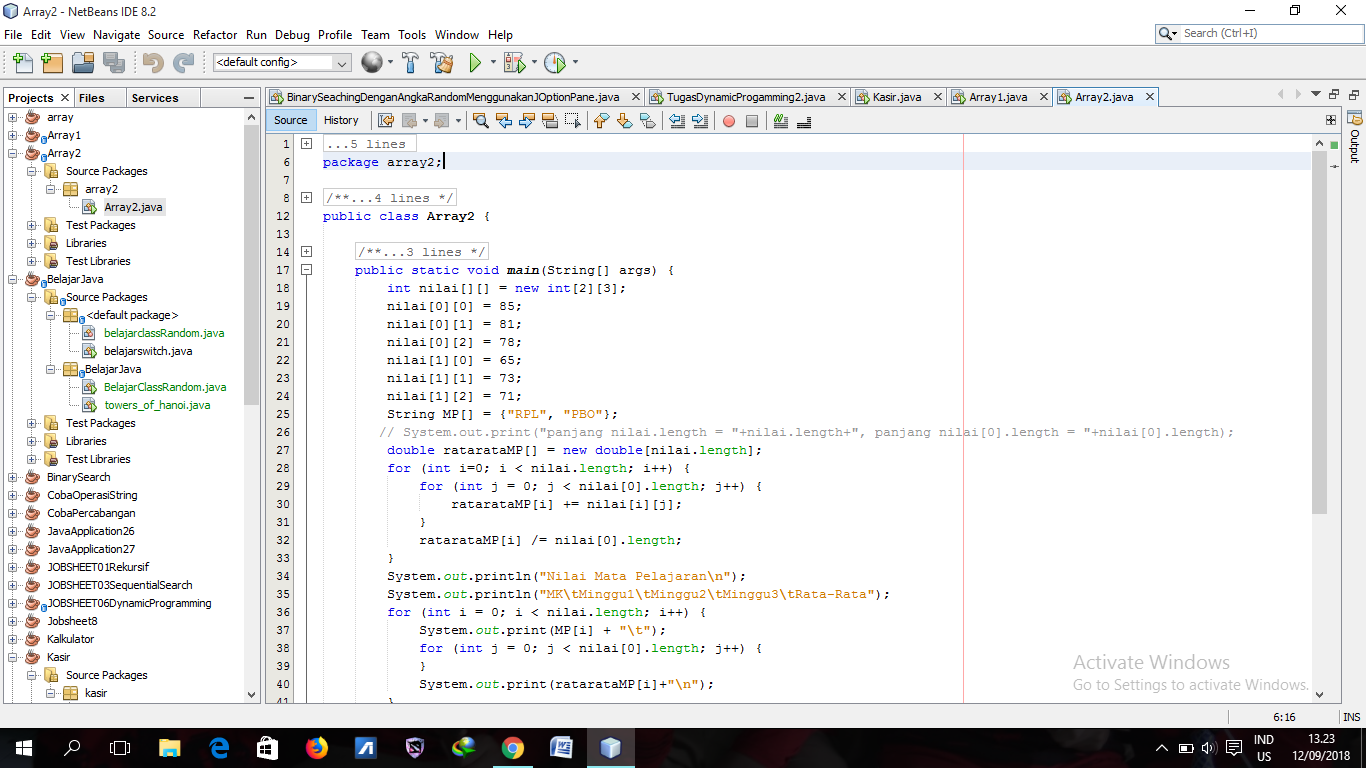 Array2 - NetBeans IDE 8.2
File Edit View Navigate Source Refactor Run Debug Profile Team Tools Window Help
Search (Ctrl+I)
<default config>
Projects Files Services
array
Array1
Array2
Source Packages
array2
Array2.java
Test Packages
Libraries
Test Libraries
BelajarJava
Source Packages
<default package>
belajarclassRandom.java
belajarswitch.java
BelajarJava
BelajarClassRandom.java
towers_of_hanoi.java
Test Packages
Libraries
Test Libraries
BinarySearch
CobaOperasiString
CobaPercabangan
JavaApplication26
JavaApplication27
JOBSHEET01Rekursif
JOBSHEET03SequentialSearch
JOBSHEET06DynamicProgramming
Jobsheet8
Kalkulator
Kasir
Source Packages
kasir
BinarySeachingDenganAngkaRandomMenggunakanJOptionPane.java TugasDynamicProgamming2.java Kasir.java Array1.java Array2.java
Source History
1 ...5 lines
6 package array2;
7
8 /**...4 lines */
12 public class Array2 {
13
14 /**...3 lines */
17 public static void main(String[] args) {
18 int nilai[][] = new int[2][3];
19 nilai[0][0] = 85;
20 nilai[0][1] = 81;
21 nilai[0][2] = 78;
22 nilai[1][0] = 65;
23 nilai[1][1] = 73;
24 nilai[1][2] = 71;
25 String MP[] = {"RPL", "PBO"};
26 // System.out.print("panjang nilai.length = "+nilai.length+", panjang nilai[0].length = "+nilai[0].length);
27 double ratarataMP[] = new double[nilai.length];
28 for (int i=0; i < nilai.length; i++) {
29 for (int j = 0; j < nilai[0].length; j++) {
30 ratarataMP[i] += nilai[i][j];
31 }
32 ratarataMP[i] /= nilai[0].length;
33 }
34 System.out.println("Nilai Mata Pelajaran\n");
35 System.out.println("MK\tMinggu1\tMinggu2\tMinggu3\tRata-Rata");
36 for (int i = 0; i < nilai.length; i++) {
37 System.out.print(MP[i] + "\t");
38 for (int j = 0; j < nilai[0].length; j++) {
39 }
40 System.out.print(ratarataMP[i]+"\n");
41 }
Output
Activate Windows
Go to Settings to activate Windows.
6:16 INS
IND
US
13.23
12/09/2018